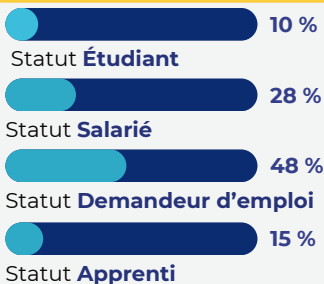 10 %
Statut Étudiant
28 %
Statut Salarié
48 %
Statut Demandeur d’emploi
15 %
Statut Apprenti